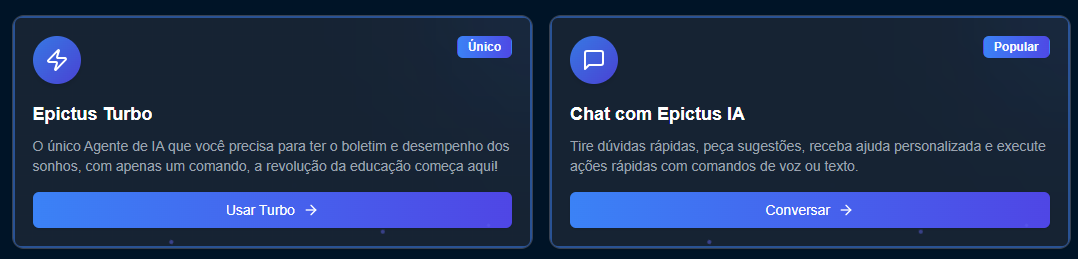 Único
Epictus Turbo
O único Agente de IA que você precisa para ter o boletim e desempenho dos
sonhos, com apenas um comando, a revolução da educação começa aqui!
Usar Turbo
Popular
Chat com Epictus IA
Tire dúvidas rápidas, peça sugestões, receba ajuda personalizada e execute
ações rápidas com comandos de voz ou texto.
Conversar